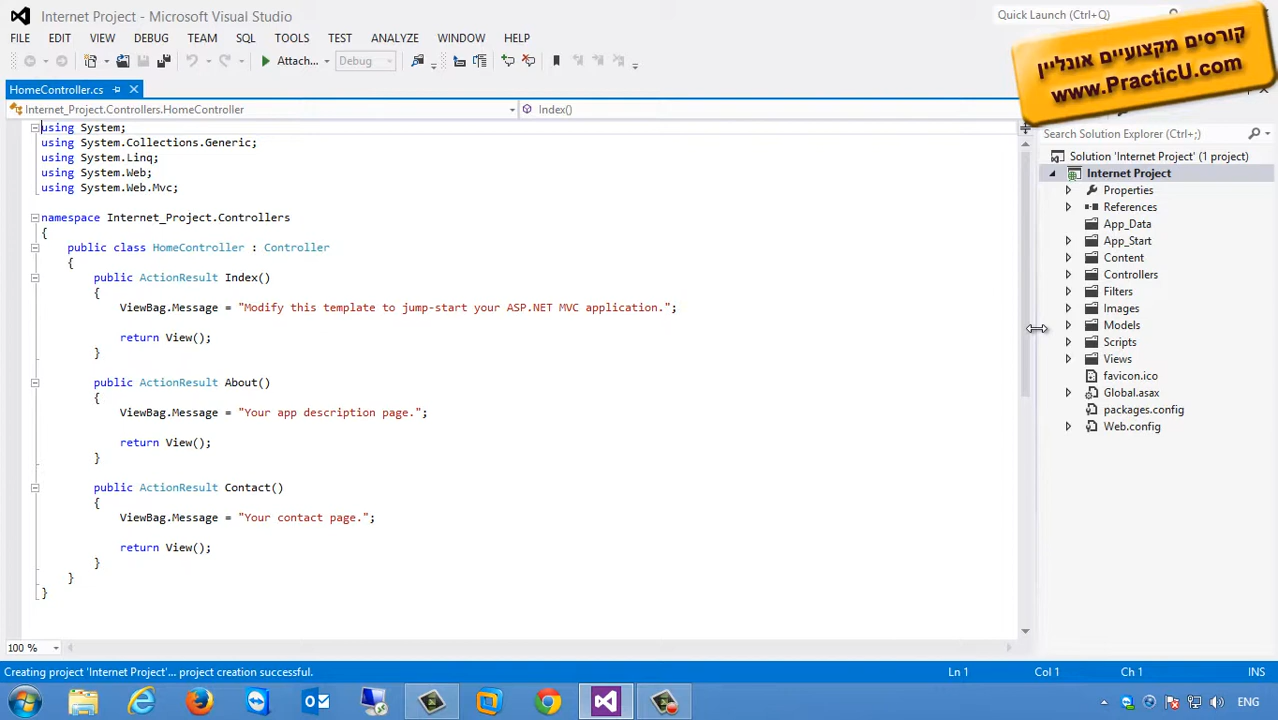 Internet Project - Microsoft Visual Studio
Quick Launch (Ctrl+Q)
FILE EDIT VIEW DEBUG TEAM SQL TOOLS TEST ANALYZE WINDOW HELP
Attach... Debug
קורסים מקצועיים אונליין
www.PracticU.com
HomeController.cs
Internet_Project.Controllers.HomeController
Index()
using System;
using System.Collections.Generic;
using System.Linq;
using System.Web;
using System.Web.Mvc;
namespace Internet_Project.Controllers
{
public class HomeController : Controller
{
public ActionResult Index()
{
ViewBag.Message = "Modify this template to jump-start your ASP.NET MVC application.";
return View();
}
public ActionResult About()
{
ViewBag.Message = "Your app description page.";
return View();
}
public ActionResult Contact()
{
ViewBag.Message = "Your contact page.";
return View();
}
}
}
100 %
Search Solution Explorer (Ctrl+;)
Solution 'Internet Project' (1 project)
Internet Project
Properties
References
App_Data
App_Start
Content
Controllers
Filters
Images
Models
Scripts
Views
favicon.ico
Global.asax
packages.config
Web.config
Creating project 'Internet Project'... project creation successful.
Ln 1 Col 1 Ch 1 INS
ENG